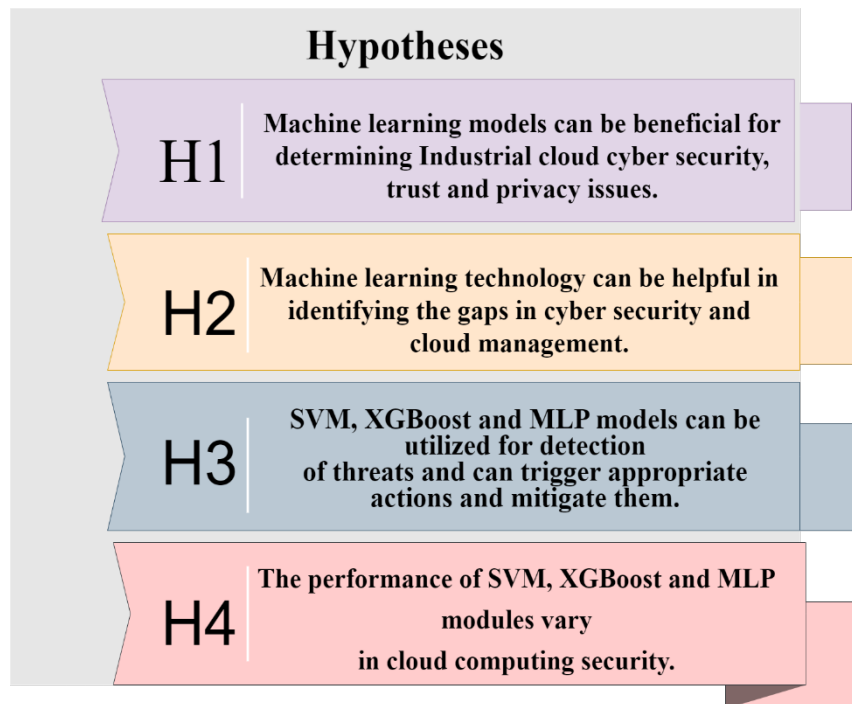 Hypotheses
H1
Machine learning models can be beneficial for
determining Industrial cloud cyber security,
trust and privacy issues.
H2
Machine learning technology can be helpful in
identifying the gaps in cyber security and
cloud management.
H3
SVM, XGBoost and MLP models can be
utilized for detection
of threats and can trigger appropriate
actions and mitigate them.
H4
The performance of SVM, XGBoost and MLP
modules vary
in cloud computing security.